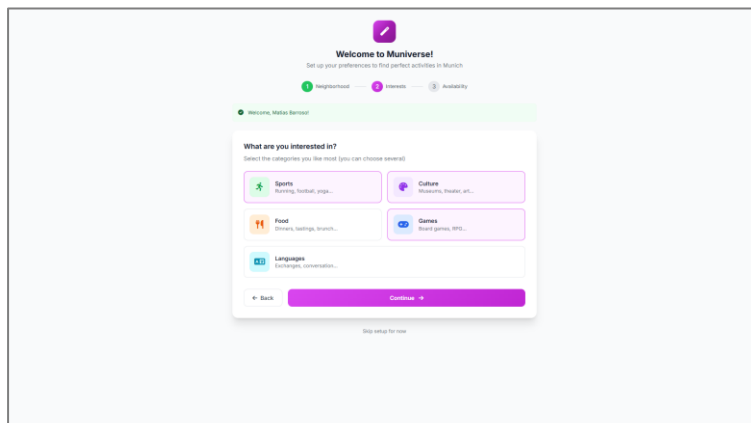 Welcome to Muniverse!
Set up your preferences to find perfect activities in Munich
1 Neighborhood 2 Interests 3 Availability
Welcome, Matias Barrosa!
What are you interested in?
Select the categories you like most (you can choose several)
Sports
Running, football, yoga...
Culture
Museums, theater, art...
Food
Dinners, tastings, brunch...
Games
Board games, RPG...
Languages
Exchanges, conversation...
← Back
Continue →
Skip setup for now